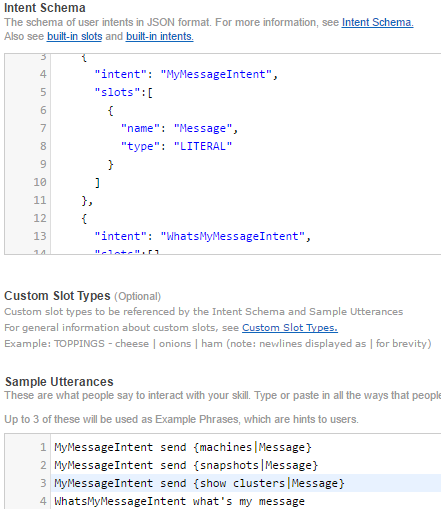 Intent Schema
The schema of user intents in JSON format. For more information, see Intent Schema.
Also see built-in slots and built-in intents.
3 {
4 "intent": "MyMessageIntent",
5 "slots":[
6 {
7 "name": "Message",
8 "type": "LITERAL"
9 }
10 ]
11 },
12 {
13 "intent": "WhatsMyMessageIntent",
14 "slots":[]
Custom Slot Types (Optional)
Custom slot types to be referenced by the Intent Schema and Sample Utterances
For general information about custom slots, see Custom Slot Types.
Example: TOPPINGS - cheese | onions | ham (note: newlines displayed as | for brevity)
Sample Utterances
These are what people say to interact with your skill. Type or paste in all the ways that people
Up to 3 of these will be used as Example Phrases, which are hints to users.
1 MyMessageIntent send {machines|Message}
2 MyMessageIntent send {snapshots|Message}
3 MyMessageIntent send {show clusters|Message}
4 WhatsMyMessageIntent what's my message